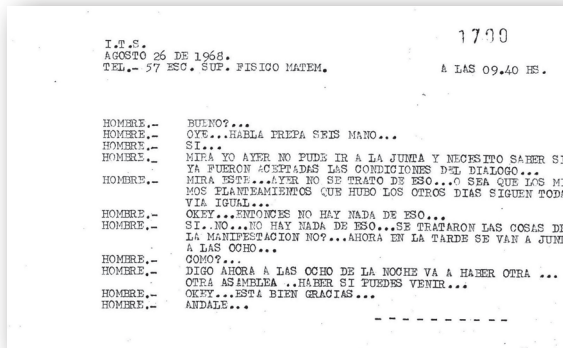 1700
I.T.S.
AGOSTO 26 DE 1968.
TEL.- 57 ESC. SUP. FISICO MATEM. A LAS 09.40 HS.
HOMBRE.- BUENO?...
HOMBRE.- OYE...HABLA PREPA SEIS MANO...
HOMBRE.- SI...
HOMBRE.- MIRA YO AYER NO PUDE IR A LA JUNTA Y NECESITO SABER SI
YA FUERON ACEPTADAS LAS CONDICIONES DEL DIALOGO...
HOMBRE.- MIRA ESTE...AYER NO SE TRATO DE ESO...O SEA QUE LOS MI
MOS PLANTEAMIENTOS QUE HUBO LOS OTROS DIAS SIGUEN TODA
VIA IGUAL...
HOMBRE.- OKEY...ENTONCES NO HAY NADA DE ESO...
HOMBRE.- SI..NO...NO HAY NADA DE ESO...SE TRATARON LAS COSAS DE
LA MANIFESTACION NO?...AHORA EN LA TARDE SE VAN A JUN
A LAS OCHO...
HOMBRE.- COMO?...
HOMBRE.- DIGO AHORA A LAS OCHO DE LA NOCHE VA A HABER OTRA ...
OTRA ASAMBLEA ..HABER SI PUEDES VENIR...
HOMBRE.- OKEY...ESTA BIEN GRACIAS...
HOMBRE.- ANDALE...
- - - - - - - - - -